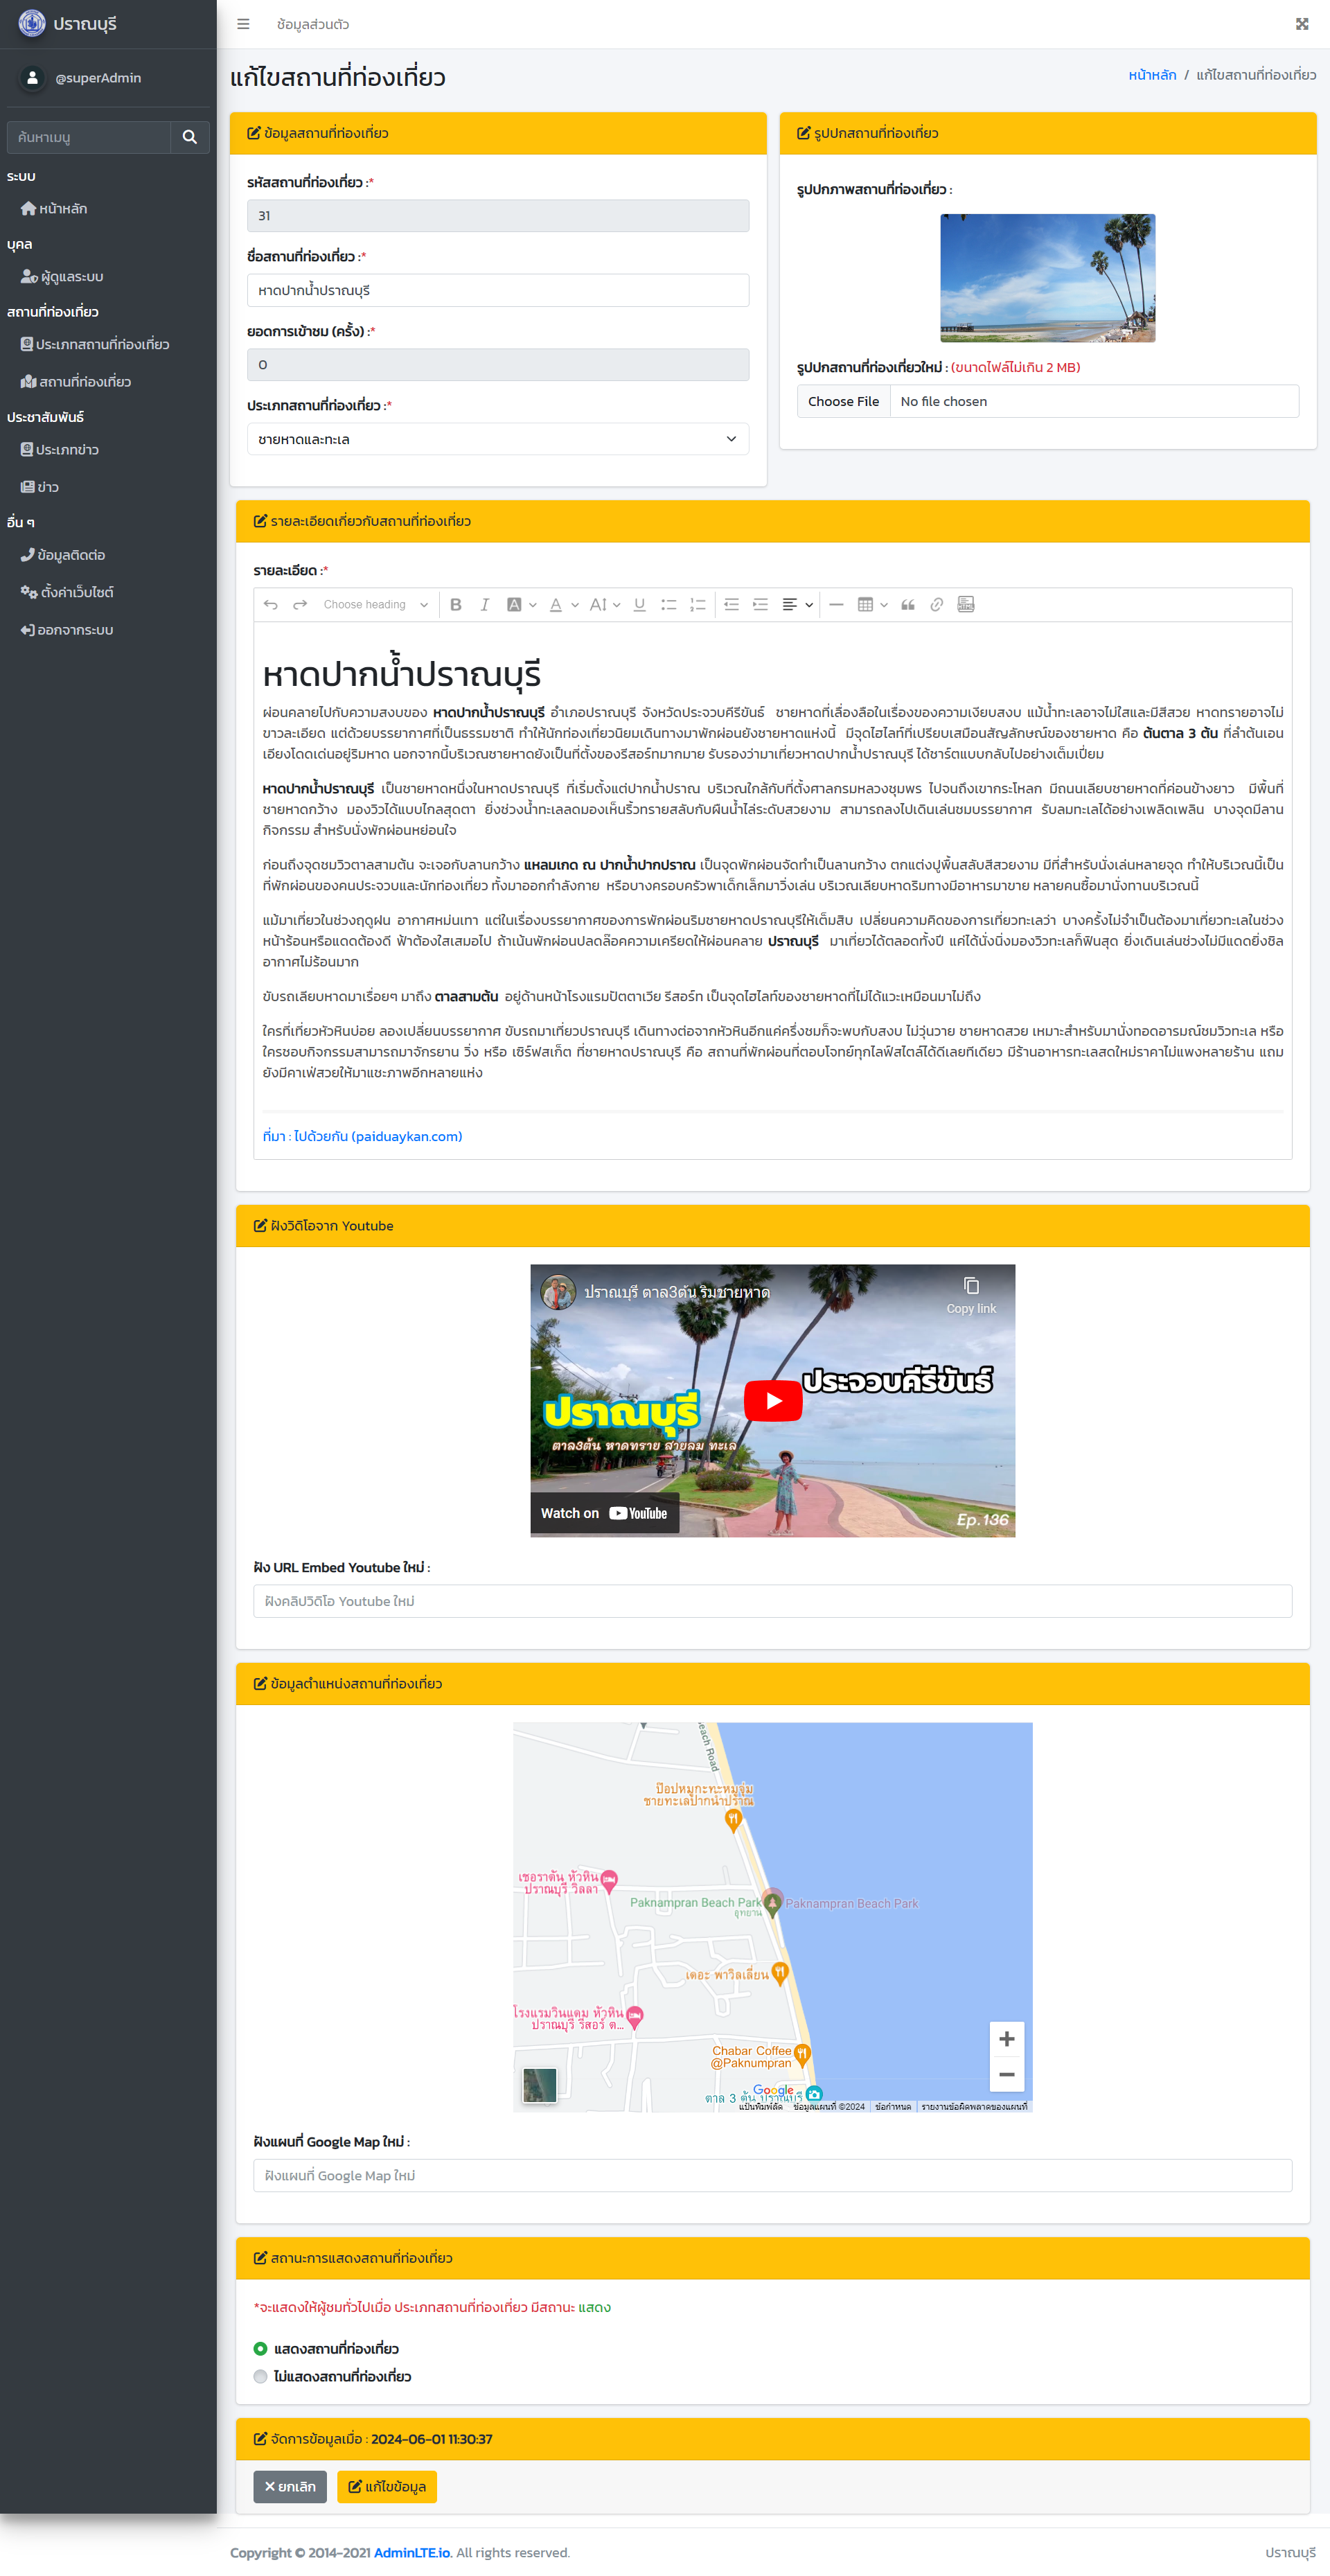 ปราณบุรี
ข้อมูลส่วนตัว
@superAdmin
ค้นหาเมนู
ระบบ
หน้าหลัก
บุคล
ผู้ดูแลระบบ
สถานที่ท่องเที่ยว
ประเภทสถานที่ท่องเที่ยว
สถานที่ท่องเที่ยว
ประชาสัมพันธ์
ประเภทข่าว
ข่าว
อื่น ๆ
ข้อมูลติดต่อ
ตั้งค่าเว็บไซต์
ออกจากระบบ
แก้ไขสถานที่ท่องเที่ยว
หน้าหลัก / แก้ไขสถานที่ท่องเที่ยว
ข้อมูลสถานที่ท่องเที่ยว
รหัสสถานที่ท่องเที่ยว :*
31
ชื่อสถานที่ท่องเที่ยว :*
หาดปากน้ำปราณบุรี
ยอดการเข้าชม (ครั้ง) :*
0
ประเภทสถานที่ท่องเที่ยว :*
ชายหาดและทะเล
รูปปกสถานที่ท่องเที่ยว
รูปปกภาพสถานที่ท่องเที่ยว :
รูปปกสถานที่ท่องเที่ยวใหม่ : (ขนาดไฟล์ไม่เกิน 2 MB)
Choose File No file chosen
รายละเอียดเกี่ยวกับสถานที่ท่องเที่ยว
รายละเอียด :*
Choose heading
หาดปากน้ำปราณบุรี
ผ่อนคลายไปกับความสงบของ หาดปากน้ำปราณบุรี อำเภอปราณบุรี จังหวัดประจวบคีรีขันธ์ ชายหาดที่เลื่องลือในเรื่องของความเงียบสงบ แม้น้ำทะเลอาจไม่ใสและมีสีสวย หาดทรายอาจไม่
ขาวละเอียด แต่ด้วยบรรยากาศที่เป็นธรรมชาติ ทำให้นักท่องเที่ยวนิยมเดินทางมาพักผ่อนยังชายหาดแห่งนี้ มีจุดไฮไลท์ที่เปรียบเสมือนสัญลักษณ์ของชายหาด คือ ต้นตาล 3 ต้น ที่ลำต้นเอน
เอียงโดดเด่นอยู่ริมหาด นอกจากนี้บริเวณชายหาดยังเป็นที่ตั้งของรีสอร์ทมากมาย รับรองว่ามาเที่ยวหาดปากน้ำปราณบุรี ได้ชาร์ตแบบกลับไปอย่างเต็มเปี่ยม
หาดปากน้ำปราณบุรี เป็นชายหาดหนึ่งในหาดปราณบุรี ที่เริ่มตั้งแต่ปากน้ำปราณ บริเวณใกล้กับที่ตั้งศาลกรมหลวงชุมพร ไปจนถึงเขากระโหลก มีถนนเลียบชายหาดที่ค่อนข้างยาว มีพื้นที่
ชายหาดกว้าง มองวิวได้แบบไกลสุดตา ยิ่งช่วงน้ำทะเลลดมองเห็นริ้วทรายสลับกับผืนน้ำไล่ระดับสวยงาม สามารถลงไปเดินเล่นชมบรรยากาศ รับลมทะเลได้อย่างเพลิดเพลิน บางจุดมีลาน
กิจกรรม สำหรับนั่งพักผ่อนหย่อนใจ
ก่อนถึงจุดชมวิวตาลสามต้น จะเจอกับลานกว้าง แหลมเกด ณ ปากน้ำปากปราณ เป็นจุดพักผ่อนจัดทำเป็นลานกว้าง ตกแต่งปูพื้นสลับสีสวยงาม มีที่สำหรับนั่งเล่นหลายจุด ทำให้บริเวณนี้เป็น
ที่พักผ่อนของคนประจวบและนักท่องเที่ยว ทั้งมาออกกำลังกาย หรือบางครอบครัวพาเด็กเล็กมาวิ่งเล่น บริเวณเลียบหาดริมทางมีอาหารมาขาย หลายคนซื้อมานั่งทานบริเวณนี้
แม้มาเที่ยวในช่วงฤดูฝน อากาศหม่นเทา แต่ในเรื่องบรรยากาศของการพักผ่อนริมชายหาดปราณบุรีให้เต็มสิบ เปลี่ยนความคิดของการเที่ยวทะเลว่า บางครั้งไม่จำเป็นต้องมาเที่ยวทะเลในช่วง
หน้าร้อนหรือแดดต้องดี ฟ้าต้องใสเสมอไป ถ้าเน้นพักผ่อนปลดล๊อคความเครียดให้ผ่อนคลาย ปราณบุรี มาเที่ยวได้ตลอดทั้งปี แค่ได้นั่งนิ่งมองวิวทะเลก็ฟินสุด ยิ่งเดินเล่นช่วงไม่มีแดดยิ่งชิล
อากาศไม่ร้อนมาก
ขับรถเลียบหาดมาเรื่อยๆ มาถึง ตาลสามต้น อยู่ด้านหน้าโรงแรมปัตตาเวีย รีสอร์ท เป็นจุดไฮไลท์ของชายหาดที่ไม่ได้แวะเหมือนมาไม่ถึง
ใครที่เที่ยวหัวหินบ่อย ลองเปลี่ยนบรรยากาศ ขับรถมาเที่ยวปราณบุรี เดินทางต่อจากหัวหินอีกแค่ครึ่งชมก็จะพบกับสงบ ไม่วุ่นวาย ชายหาดสวย เหมาะสำหรับมานั่งทอดอารมณ์ชมวิวทะเล หรือ
ใครชอบกิจกรรมสามารถมาจักรยาน วิ่ง หรือ เซิร์ฟสเก็ต ที่ชายหาดปราณบุรี คือ สถานที่พักผ่อนที่ตอบโจทย์ทุกไลฟ์สไตล์ได้ดีเลยทีเดียว มีร้านอาหารทะเลสดใหม่ราคาไม่แพงหลายร้าน แถม
ยังมีคาเฟ่สวยให้มาแชะภาพอีกหลายแห่ง
ที่มา : ไปด้วยกัน (paiduaykan.com)
ฝังวิดิโอจาก Youtube
ปราณบุรี ตาล3ต้น ริมชายหาด
Copy link
ประจวบคีรีขันธ์
ปราณบุรี
ตาล3ต้น หาดทราย สายลม ทะเล
Watch on YouTube
Ep.136
ฝัง URL Embed Youtube ใหม่ :
ฝังคลิปวิดิโอ Youtube ใหม่
ข้อมูลตำแหน่งสถานที่ท่องเที่ยว
Beach Road
ป๊อปหมูกะทะหมูจุ่ม
ชายทะเลปากน้ำปราณ
เชอราตัน หัวหิน
ปราณบุรี วิลลา
Paknampran Beach Park
อุทยาน
Paknampran Beach Park
เดอะ พาวิลเลี่ยน
โรงแรมวินแดม หัวหิน
ปราณบุรี รีสอร์ ต...
Chabar Coffee
@Paknumpran
ตาล 3 ต้น ปราณบุรี
Google
แป้นพิมพ์ลัด ข้อมูลแผนที่ ©2024 ข้อกำหนด รายงานข้อผิดพลาดของแผนที่
ฝังแผนที่ Google Map ใหม่ :
ฝังแผนที่ Google Map ใหม่
สถานะการแสดงสถานที่ท่องเที่ยว
*จะแสดงให้ผู้ชมทั่วไปเมื่อ ประเภทสถานที่ท่องเที่ยว มีสถานะ แสดง
แสดงสถานที่ท่องเที่ยว
ไม่แสดงสถานที่ท่องเที่ยว
จัดการข้อมูลเมื่อ : 2024-06-01 11:30:37
ยกเลิก
แก้ไขข้อมูล
Copyright © 2014-2021 AdminLTE.io. All rights reserved.
ปราณบุรี